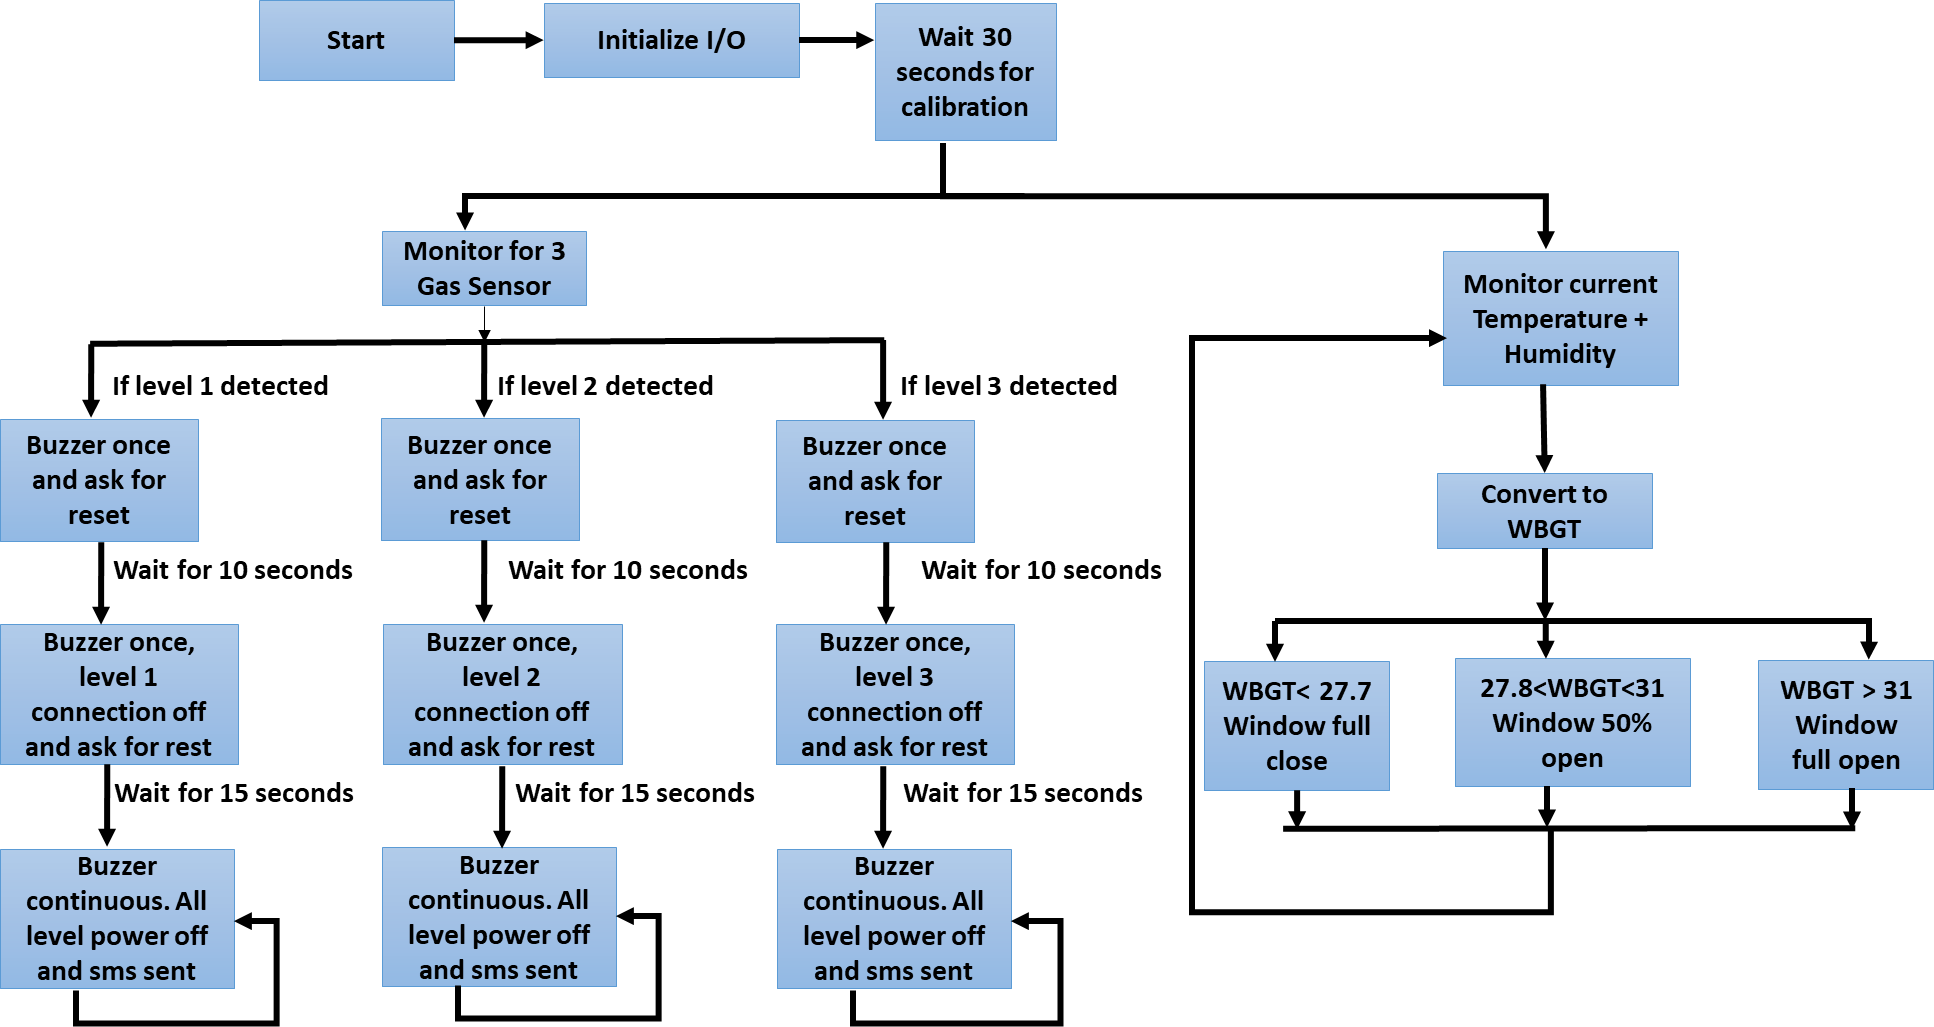 Start
Initialize I/O
Wait 30
seconds for
calibration
Monitor for 3
Gas Sensor
If level 1 detected
If level 2 detected
If level 3 detected
Buzzer once
and ask for
reset
Buzzer once
and ask for
reset
Buzzer once
and ask for
reset
Wait for 10 seconds
Wait for 10 seconds
Wait for 10 seconds
Buzzer once,
level 1
connection off
and ask for rest
Buzzer once,
level 2
connection off
and ask for rest
Buzzer once,
level 3
connection off
and ask for rest
Wait for 15 seconds
Wait for 15 seconds
Wait for 15 seconds
Buzzer
continuous. All
level power off
and sms sent
Buzzer
continuous. All
level power off
and sms sent
Buzzer
continuous. All
level power off
and sms sent
Monitor current
Temperature +
Humidity
Convert to
WBGT
WBGT< 27.7
Window full
close
27.8<WBGT<31
Window 50%
open
WBGT > 31
Window
full open